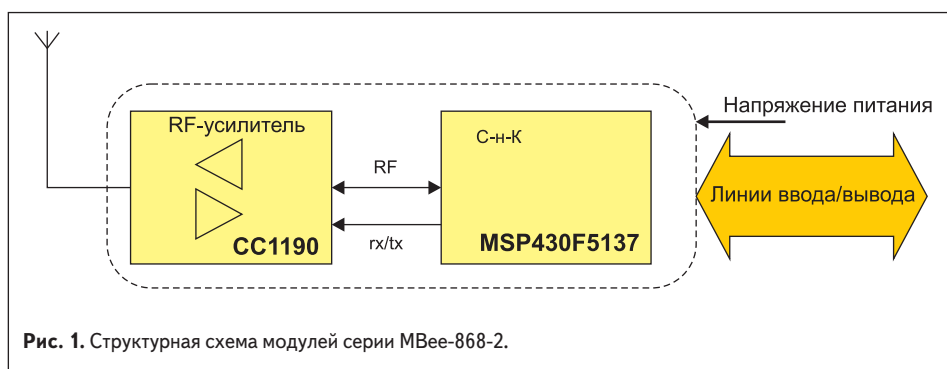 RF-усилитель
CC1190
RF
rx/tx
С-н-К
MSP430F5137
Напряжение питания
Линии ввода/вывода
Рис. 1. Структурная схема модулей серии MBee-868-2.